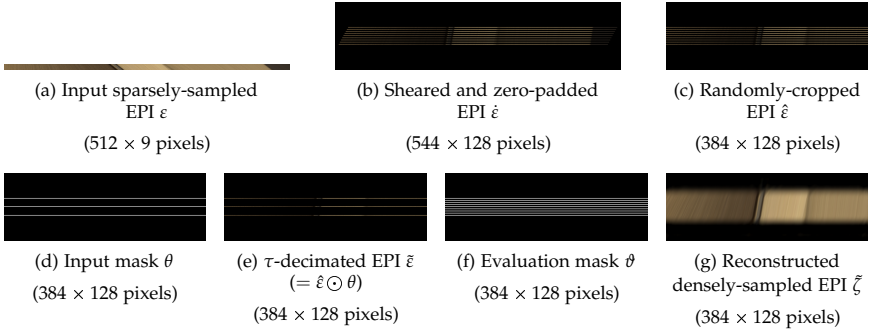 (a) Input sparsely-sampled
EPI ε
(512 × 9 pixels)
(b) Sheared and zero-padded
EPI ε̇
(544 × 128 pixels)
(c) Randomly-cropped
EPI ε̂
(384 × 128 pixels)
(d) Input mask θ
(384 × 128 pixels)
(e) τ-decimated EPI ε̃
(= ε̂ ⊙ θ)
(384 × 128 pixels)
(f) Evaluation mask ϑ
(384 × 128 pixels)
(g) Reconstructed
densely-sampled EPI ζ̃
(384 × 128 pixels)